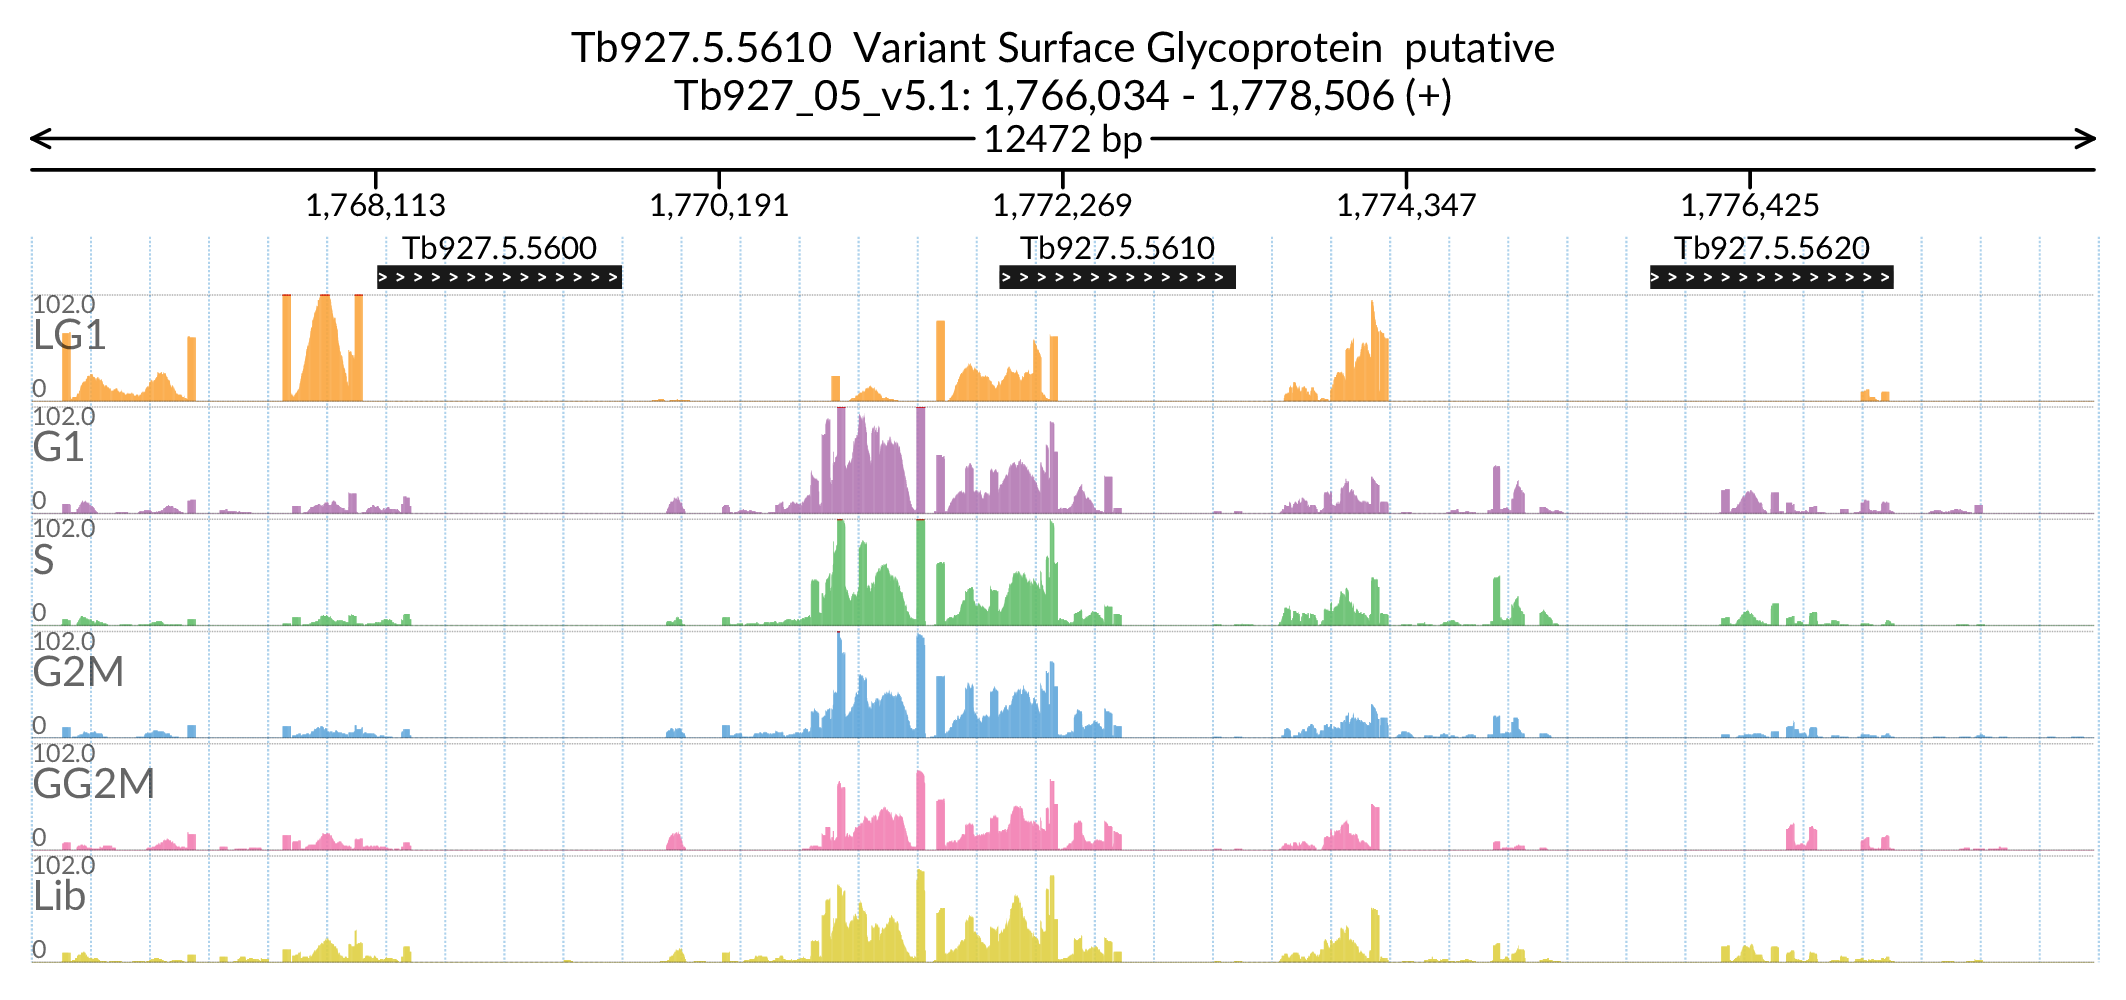 Tb927.5.5610  Variant Surface Glycoprotein  putative
Tb927_05_v5.1: 1,766,034 - 1,778,506 (+)
12472 bp
1,768,113 1,770,191 1,772,269 1,774,347 1,776,425
Tb927.5.5600 Tb927.5.5610 Tb927.5.5620
102.0
LG1
0
102.0
G1
0
102.0
S
0
102.0
G2M
0
102.0
GG2M
0
102.0
Lib
0